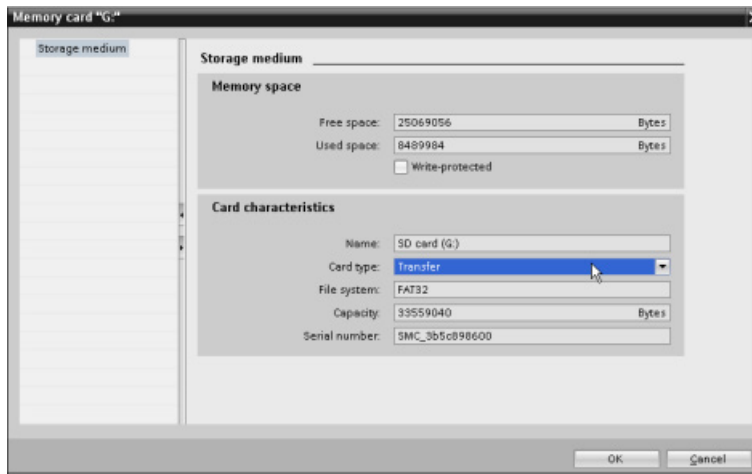 Memory card "G:"
Storage medium
Storage medium
Memory space
Free space: 25069056 Bytes
Used space: 8489984 Bytes
Write-protected
Card characteristics
Name: SD card (G:)
Card type: Transfer
File system: FAT32
Capacity: 33559040 Bytes
Serial number: SMC_3b5c898600
OK Cancel